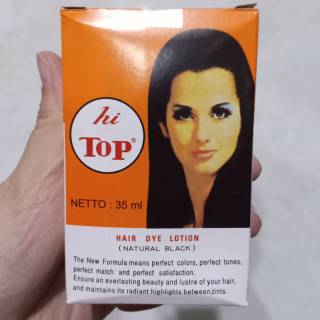 hi
TOP®
NETTO : 35 ml
HAIR DYE LOTION
(NATURAL BLACK)
The New Formula means perfect colors, perfect tones,
perfect match and perfect satisfaction.
Ensure an everlasting beauty and lustre of your hair,
and maintains its radiant highlights between,tints.